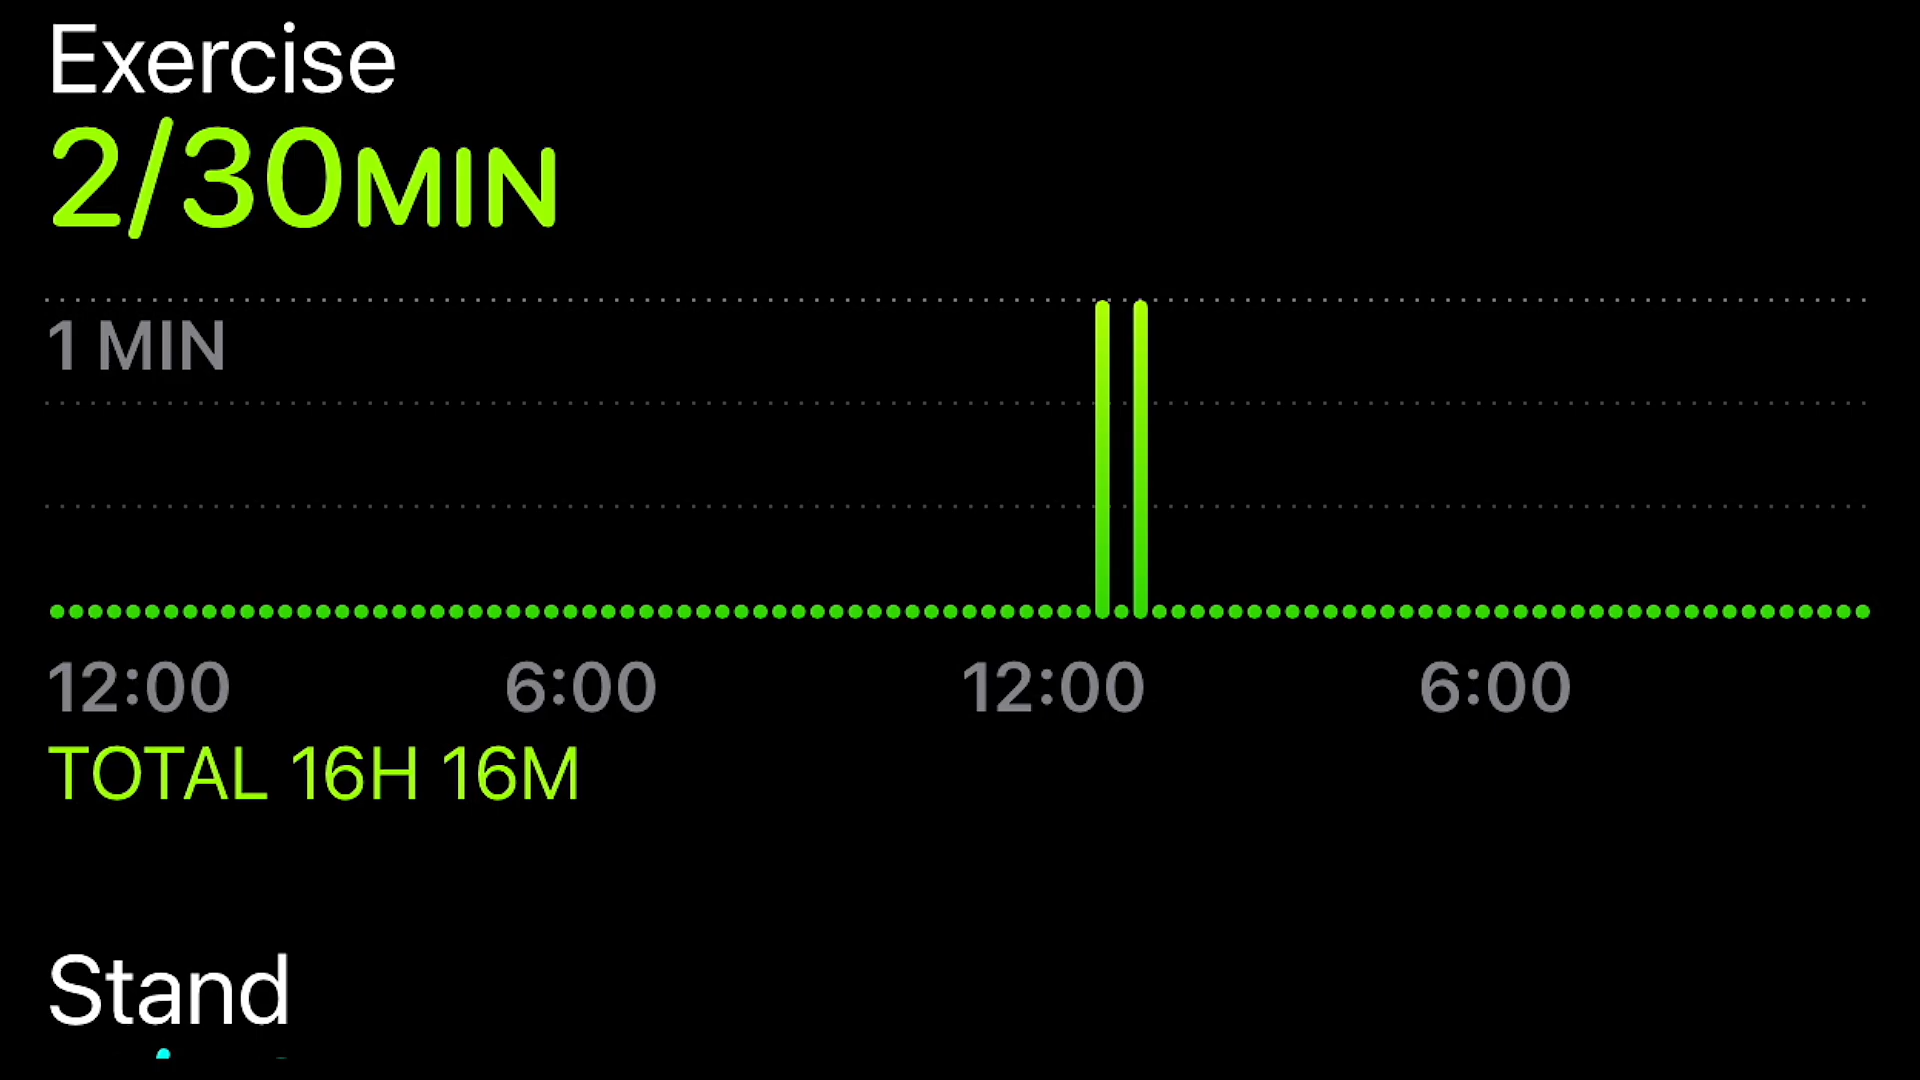 Exercise
2/30MIN
1 MIN
12:00 6:00 12:00 6:00
TOTAL 16H 16M
Stand